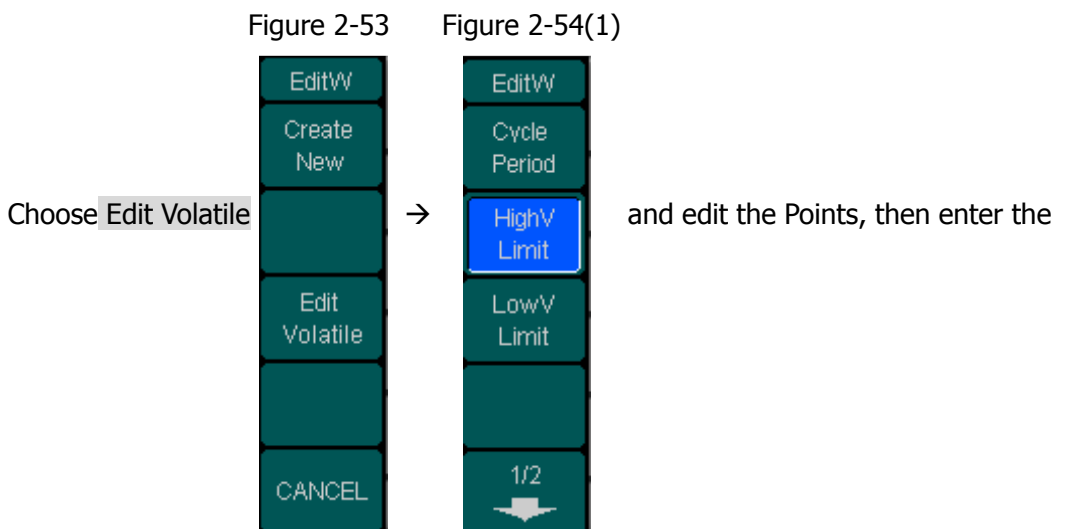 Figure 2-53 Figure 2-54(1)
EditW
Create
New
Edit
Volatile
CANCEL
EditW
Cycle
Period
HighV
Limit
LowV
Limit
1/2
Choose Edit Volatile → and edit the Points, then enter the